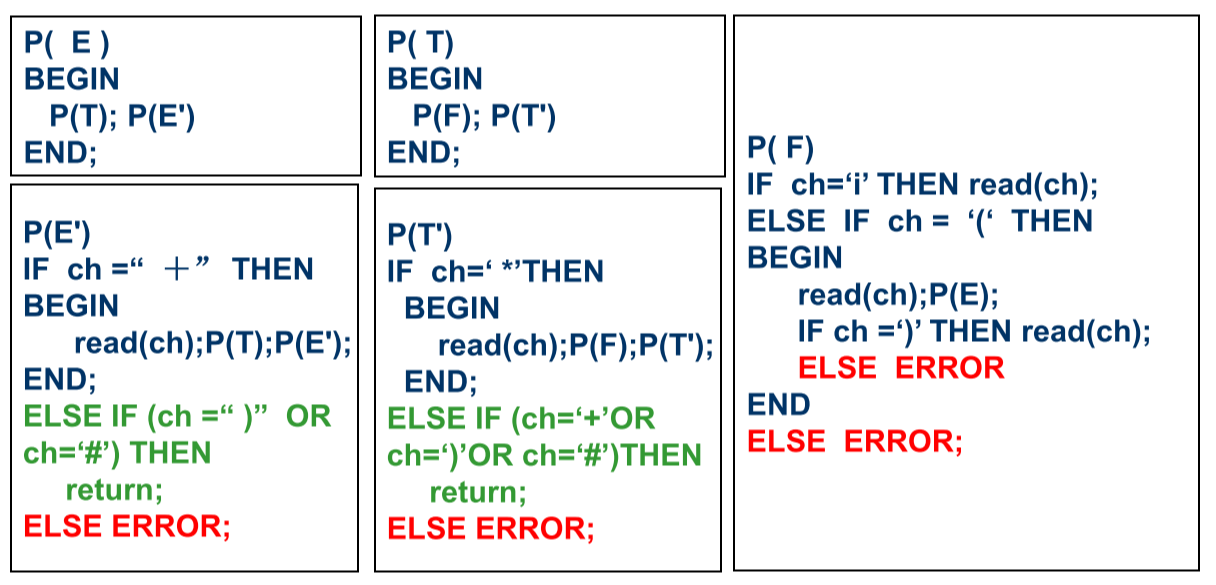 P( E )
BEGIN
P(T); P(E')
END;
P( T)
BEGIN
P(F); P(T')
END;
P(E')
IF ch =“ ＋” THEN
BEGIN
read(ch);P(T);P(E');
END;
ELSE IF (ch =“ )” OR
ch=‘#’) THEN
return;
ELSE ERROR;
P(T')
IF ch=‘ *’THEN
BEGIN
read(ch);P(F);P(T');
END;
ELSE IF (ch=‘+’OR
ch=‘)’OR ch=‘#’)THEN
return;
ELSE ERROR;
P( F)
IF ch=‘i’ THEN read(ch);
ELSE IF ch = ‘(‘ THEN
BEGIN
read(ch);P(E);
IF ch =‘)’ THEN read(ch);
ELSE ERROR
END
ELSE ERROR;